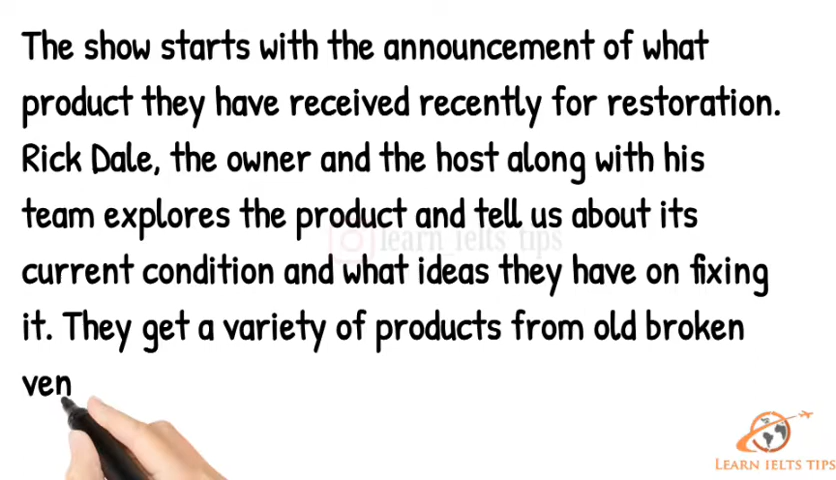 The show starts with the announcement of what
product they have received recently for restoration.
Rick Dale, the owner and the host along with his
team explores the product and tell us about its
learn_ielts_tips
current condition and what ideas they have on fixing
it. They get a variety of products from old broken
ven
LEARN IELTS TIPS